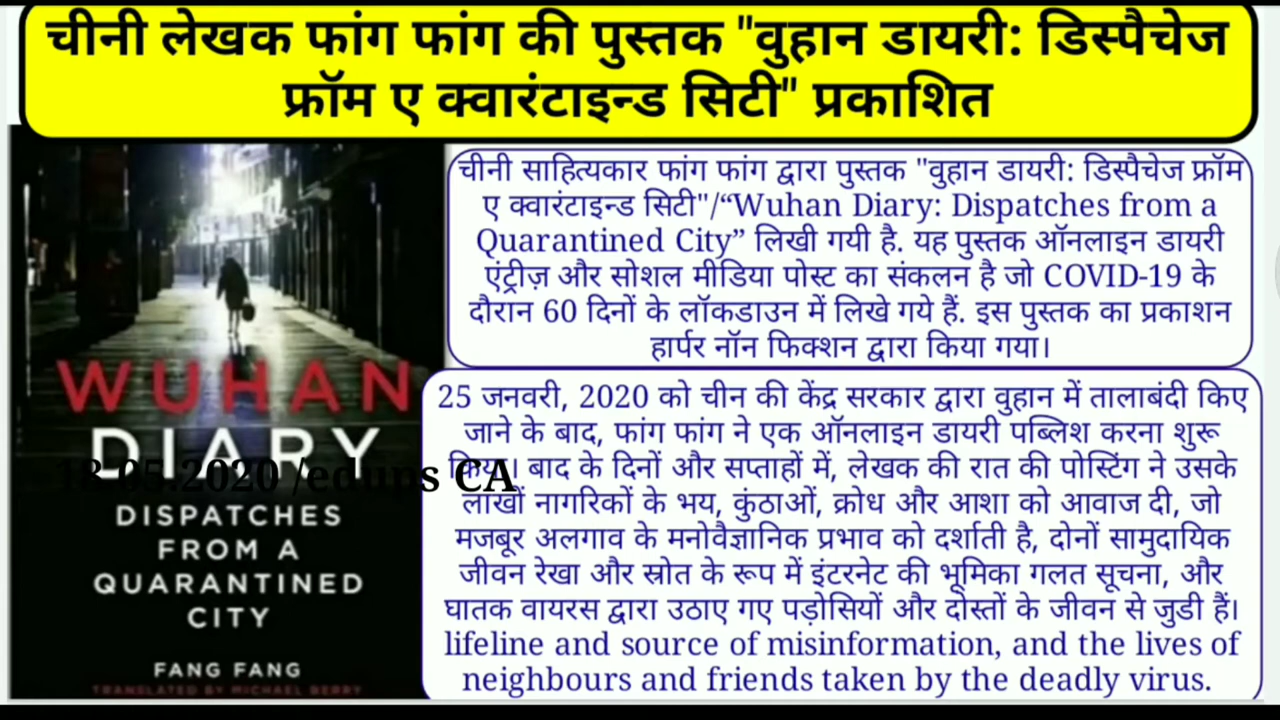 चीनी लेखक फांग फांग की पुस्तक "वुहान डायरी: डिस्पैचेज
फ्रॉम ए क्वारंटाइन्ड सिटी" प्रकाशित
चीनी साहित्यकार फांग फांग द्वारा पुस्तक "वुहान डायरी: डिस्पैचेज फ्रॉम
ए क्वारंटाइन्ड सिटी"/“Wuhan Diary: Dispatches from a
Quarantined City” लिखी गयी है. यह पुस्तक ऑनलाइन डायरी
एंट्रीज़ और सोशल मीडिया पोस्ट का संकलन है जो COVID-19 के
दौरान 60 दिनों के लॉकडाउन में लिखे गये हैं. इस पुस्तक का प्रकाशन
हार्पर नॉन फिक्शन द्वारा किया गया।
25 जनवरी, 2020 को चीन की केंद्र सरकार द्वारा वुहान में तालाबंदी किए
जाने के बाद, फांग फांग ने एक ऑनलाइन डायरी पब्लिश करना शुरू
किया। बाद के दिनों और सप्ताहों में, लेखक की रात की पोस्टिंग ने उसके
लाखों नागरिकों के भय, कुंठाओं, क्रोध और आशा को आवाज दी, जो
मजबूर अलगाव के मनोवैज्ञानिक प्रभाव को दर्शाती है, दोनों सामुदायिक
जीवन रेखा और स्रोत के रूप में इंटरनेट की भूमिका गलत सूचना, और
घातक वायरस द्वारा उठाए गए पड़ोसियों और दोस्तों के जीवन से जुडी हैं।
lifeline and source of misinformation, and the lives of
neighbours and friends taken by the deadly virus.
WUHAN
DIARY
18.05.2020 /edups CA
DISPATCHES
FROM A
QUARANTINED
CITY
FANG FANG
TRANSLATED BY MICHAEL BERRY